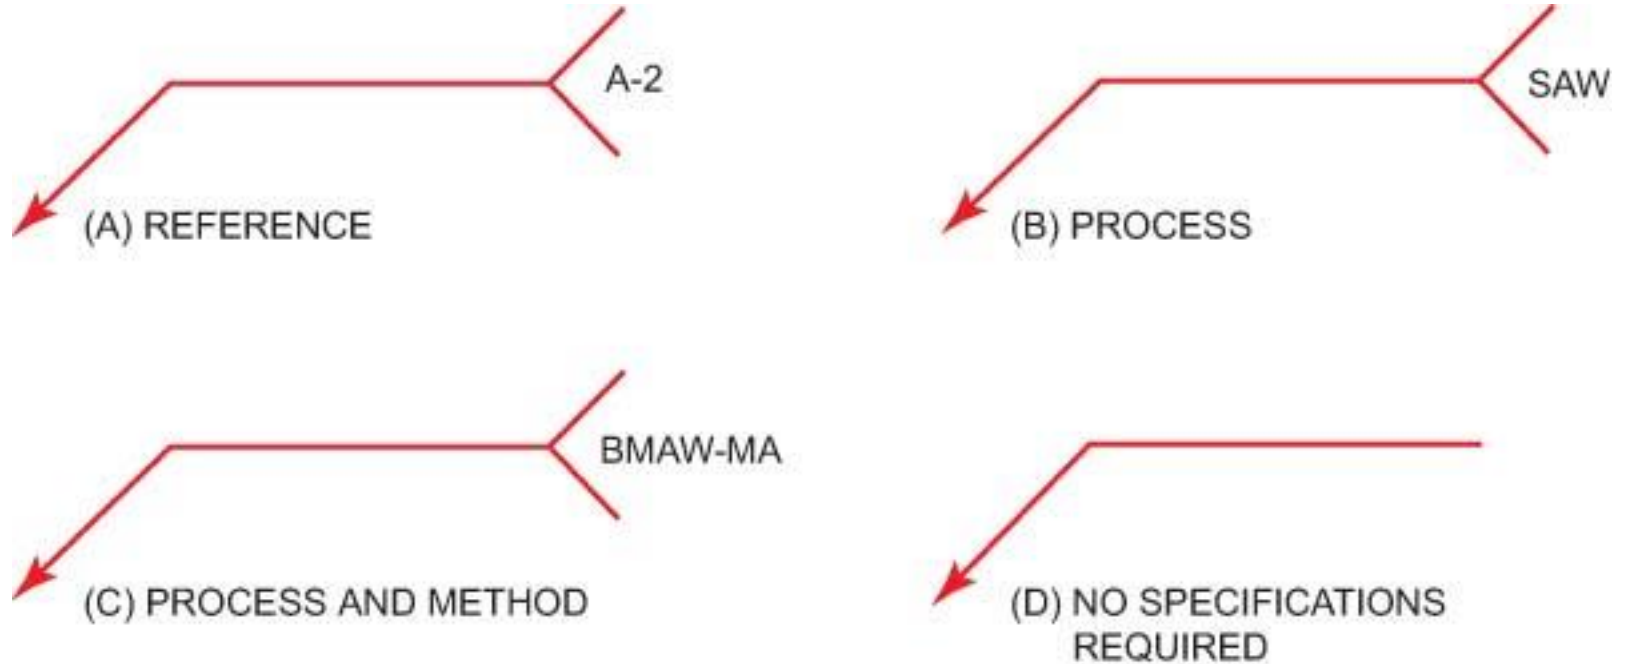 A-2
(A) REFERENCE
SAW
(B) PROCESS
BMAW-MA
(C) PROCESS AND METHOD
(D) NO SPECIFICATIONS
REQUIRED